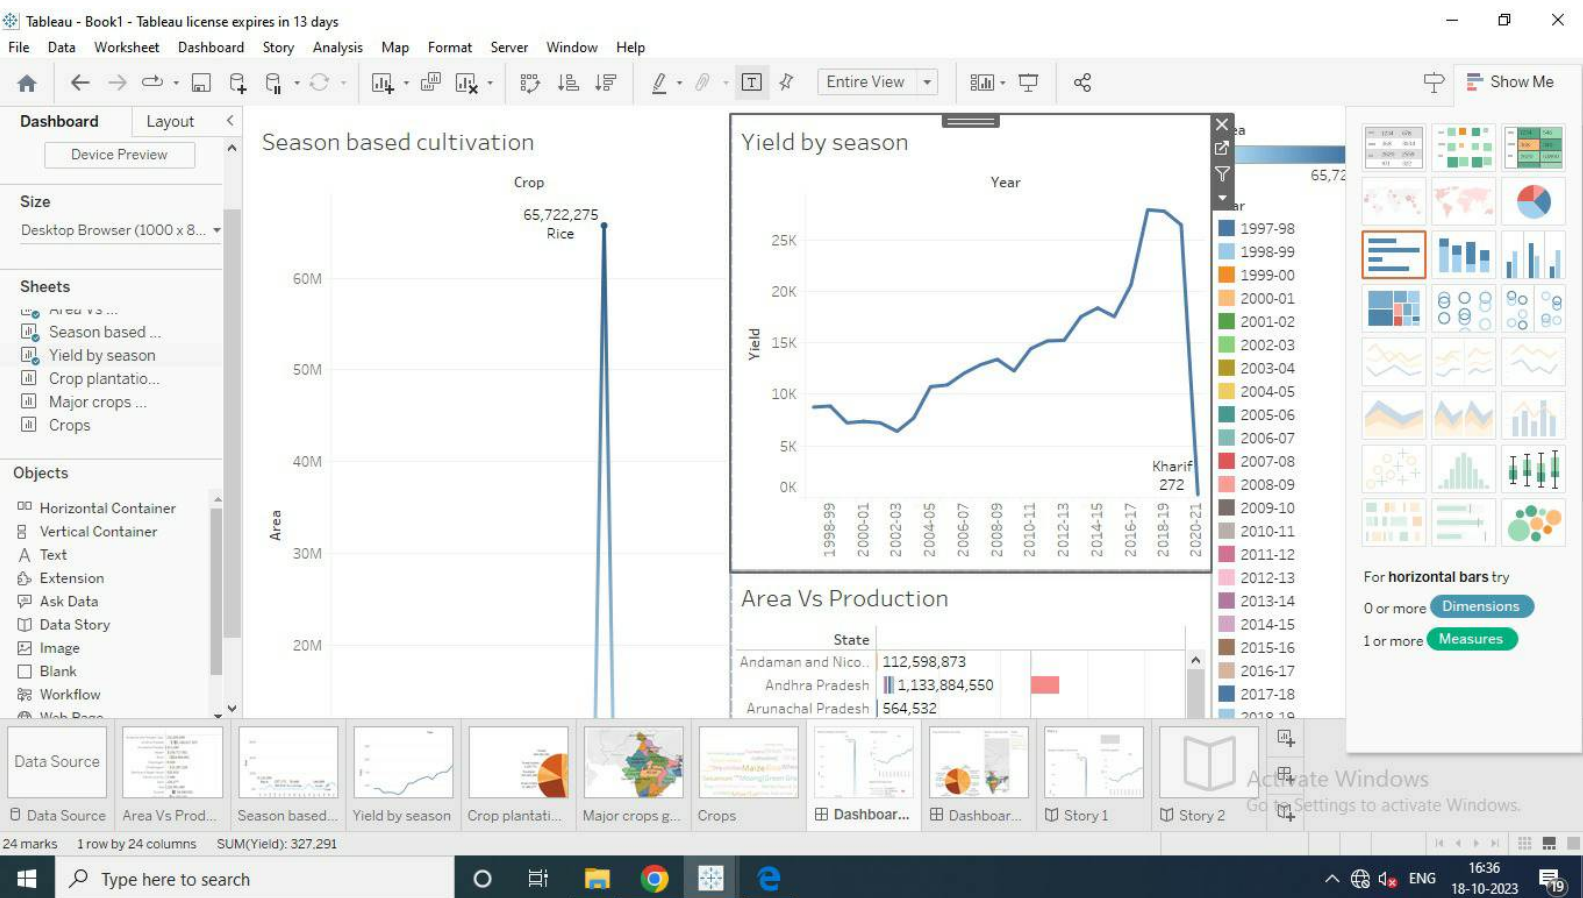 Tableau - Book1 - Tableau license expires in 13 days
File Data Worksheet Dashboard Story Analysis Map Format Server Window Help
Entire View
Show Me
Dashboard Layout
Device Preview
Size
Desktop Browser (1000 x 8...
Sheets
Area Vs ...
Season based ...
Yield by season
Crop plantatio...
Major crops ...
Crops
Objects
Horizontal Container
Vertical Container
Text
Extension
Ask Data
Data Story
Image
Blank
Workflow
Web Page
Season based cultivation
Crop
65,722,275
Rice
60M
50M
40M
30M
20M
Area
Yield by season
Year
25K
20K
15K
10K
5K
0K
Yield
Kharif
272
1998-99
2000-01
2002-03
2004-05
2006-07
2008-09
2010-11
2012-13
2014-15
2016-17
2018-19
2020-21
Area Vs Production
State
Andaman and Nico.. 112,598,873
Andhra Pradesh 1,133,884,550
Arunachal Pradesh 564,532
ea
65,72
ar
1997-98
1998-99
1999-00
2000-01
2001-02
2002-03
2003-04
2004-05
2005-06
2006-07
2007-08
2008-09
2009-10
2010-11
2011-12
2012-13
2013-14
2014-15
2015-16
2016-17
2017-18
2018-19
For horizontal bars try
0 or more Dimensions
1 or more Measures
Data Source
Data Source
Area Vs Prod...
Season based...
Yield by season
Crop plantati...
Major crops g...
Crops
Dashboar...
Dashboar...
Story 1
Story 2
Activate Windows
Go to Settings to activate Windows.
24 marks 1 row by 24 columns SUM(Yield): 327,291
Type here to search
ENG
16:36
18-10-2023
19